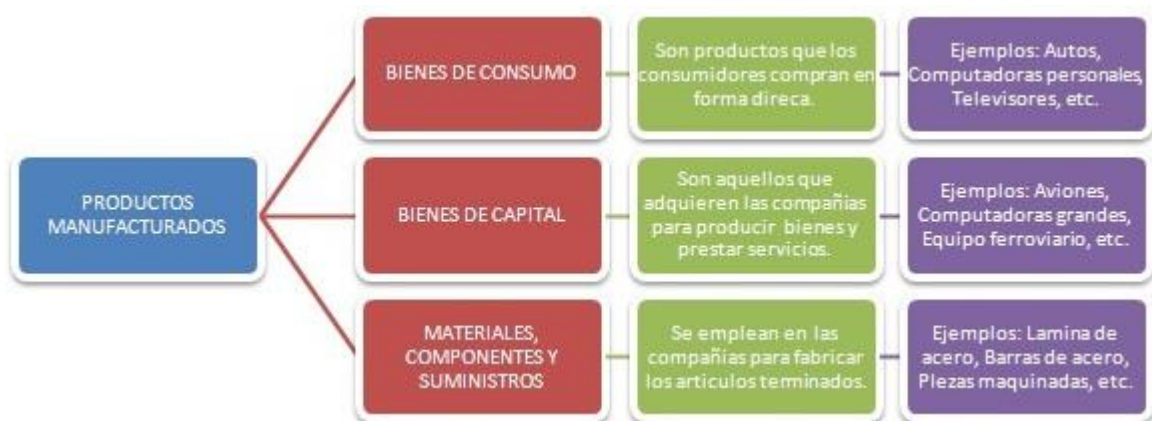 PRODUCTOS
MANUFACTURADOS
BIENES DE CONSUMO
Son productos que los
consumidores compran en
forma direca.
Ejemplos: Autos,
Computadoras personales,
Televisores, etc.
BIENES DE CAPITAL
Son aquellos que
adquieren las compañías
para producir bienes y
prestar servicios.
Ejemplos: Aviones,
Computadoras grandes,
Equipo ferroviario, etc.
MATERIALES,
COMPONENTES Y
SUMINISTROS
Se emplean en las
compañías para fabricar
los articulos terminados.
Ejemplos: Lamina de
acero, Barras de acero,
Piezas maquinadas, etc.